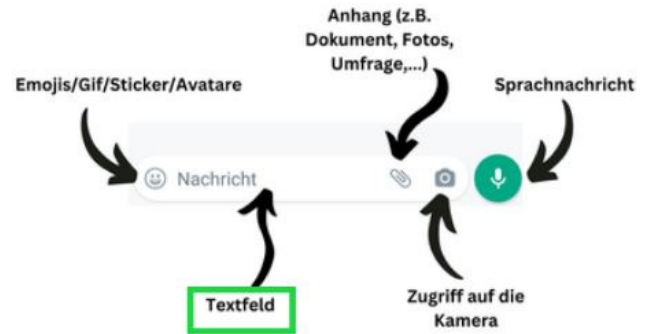 Anhang (z.B.
Dokument, Fotos,
Umfrage,...)
Emojis/Gif/Sticker/Avatare
Sprachnachricht
Nachricht
Textfeld
Zugriff auf die
Kamera